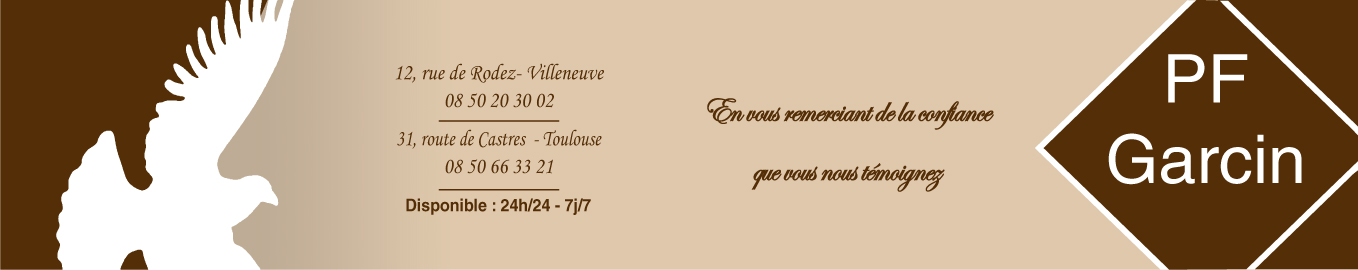 12, rue de Rodez- Villeneuve
08 50 20 30 02
31, route de Castres - Toulouse
08 50 66 33 21
Disponible : 24h/24 - 7j/7
En vous remerciant de la confiance
que vous nous témoignez
PF
Garcin